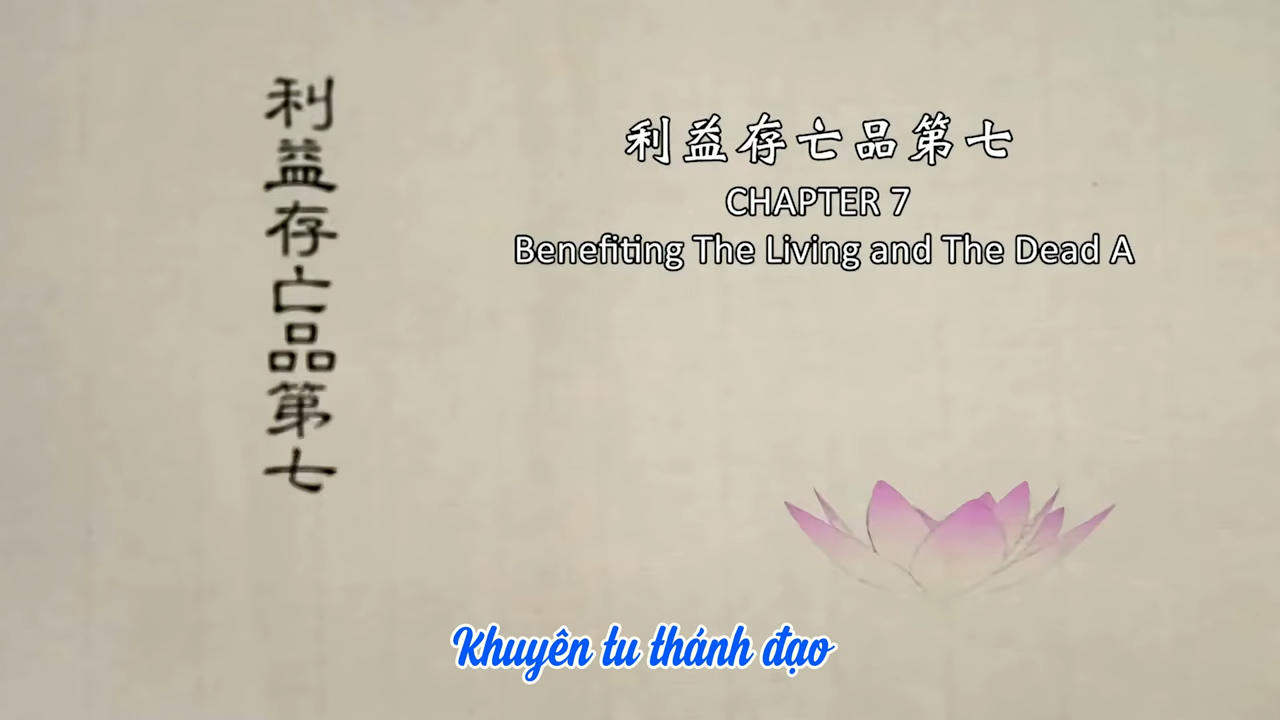 利益存亡品第七
利益存亡品第七
CHAPTER 7
Benefiting The Living and The Dead A
Khuyên tu thánh đạo